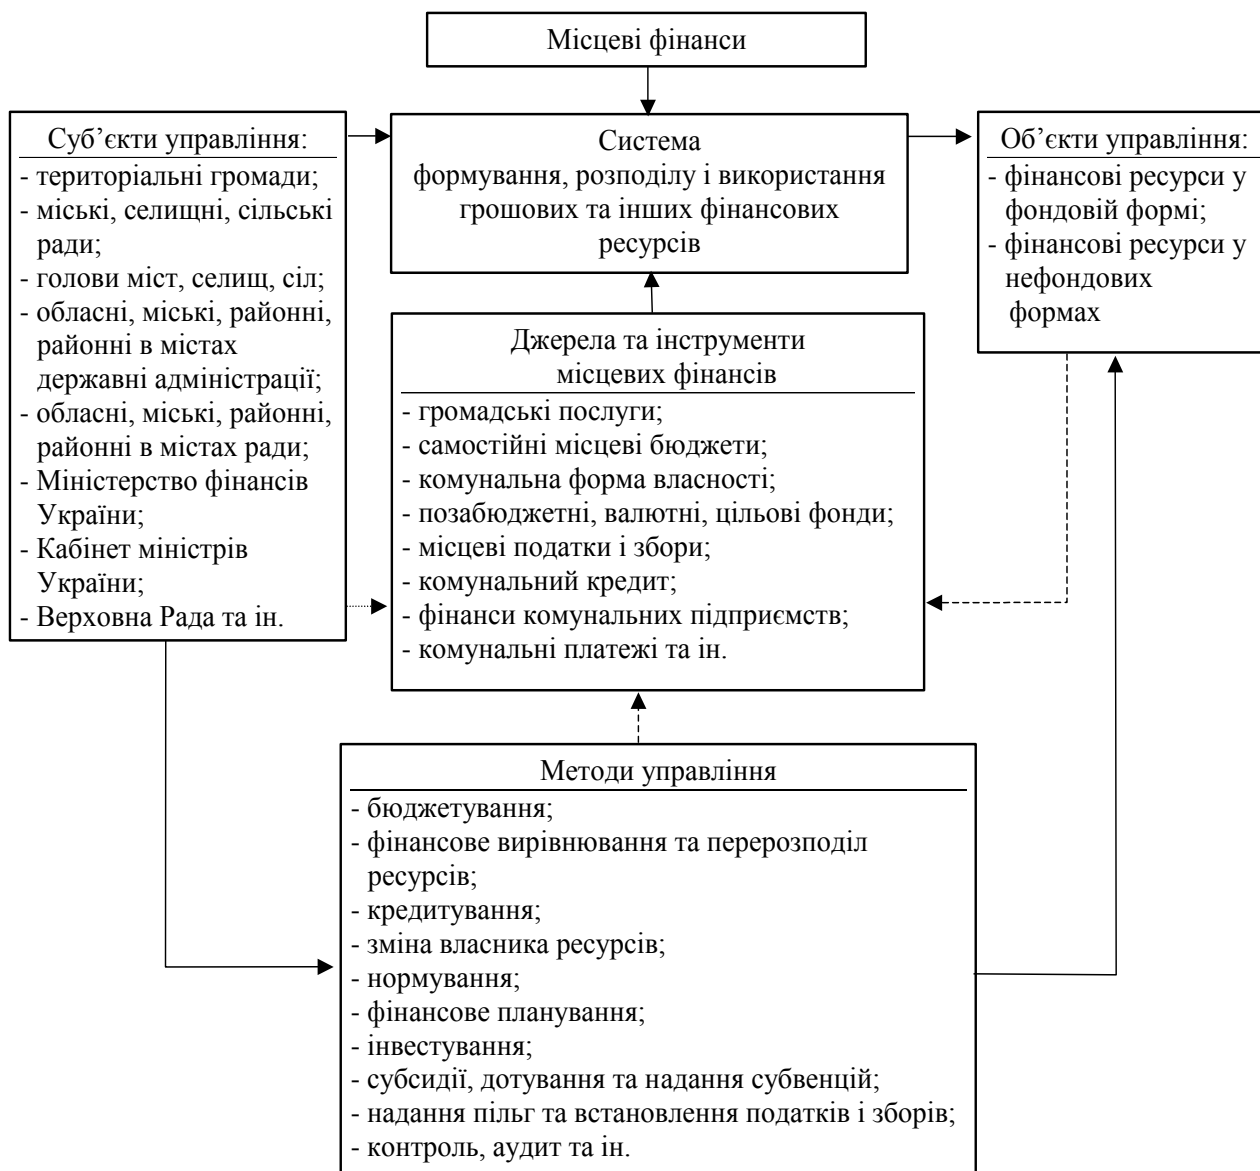 Місцеві фінанси
Суб’єкти управління:
- територіальні громади;
- міські, селищні, сільські
ради;
- голови міст, селищ, сіл;
- обласні, міські, районні,
районні в містах
державні адміністрації;
- обласні, міські, районні,
районні в містах ради;
- Міністерство фінансів
України;
- Кабінет міністрів
України;
- Верховна Рада та ін.
Система
формування, розподілу і використання
грошових та інших фінансових
ресурсів
Об’єкти управління:
- фінансові ресурси у
фондовій формі;
- фінансові ресурси у
нефондових
формах
Джерела та інструменти
місцевих фінансів
- громадські послуги;
- самостійні місцеві бюджети;
- комунальна форма власності;
- позабюджетні, валютні, цільові фонди;
- місцеві податки і збори;
- комунальний кредит;
- фінанси комунальних підприємств;
- комунальні платежі та ін.
Методи управління
- бюджетування;
- фінансове вирівнювання та перерозподіл
ресурсів;
- кредитування;
- зміна власника ресурсів;
- нормування;
- фінансове планування;
- інвестування;
- субсидії, дотування та надання субвенцій;
- надання пільг та встановлення податків і зборів;
- контроль, аудит та ін.